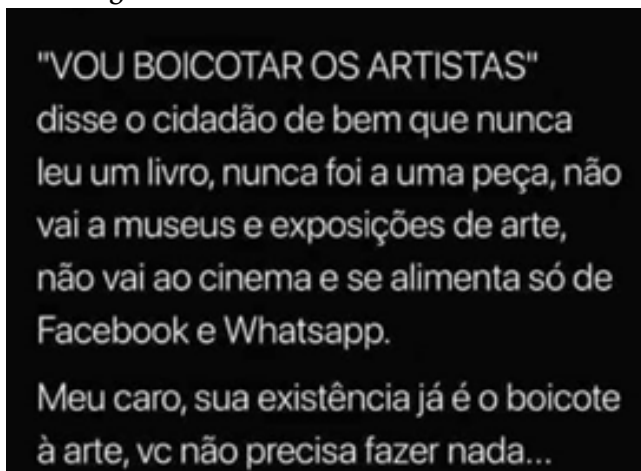 "VOU BOICOTAR OS ARTISTAS"
disse o cidadão de bem que nunca
leu um livro, nunca foi a uma peça, não
vai a museus e exposições de arte,
não vai ao cinema e se alimenta só de
Facebook e Whatsapp.
Meu caro, sua existência já é o boicote
à arte, vc não precisa fazer nada...